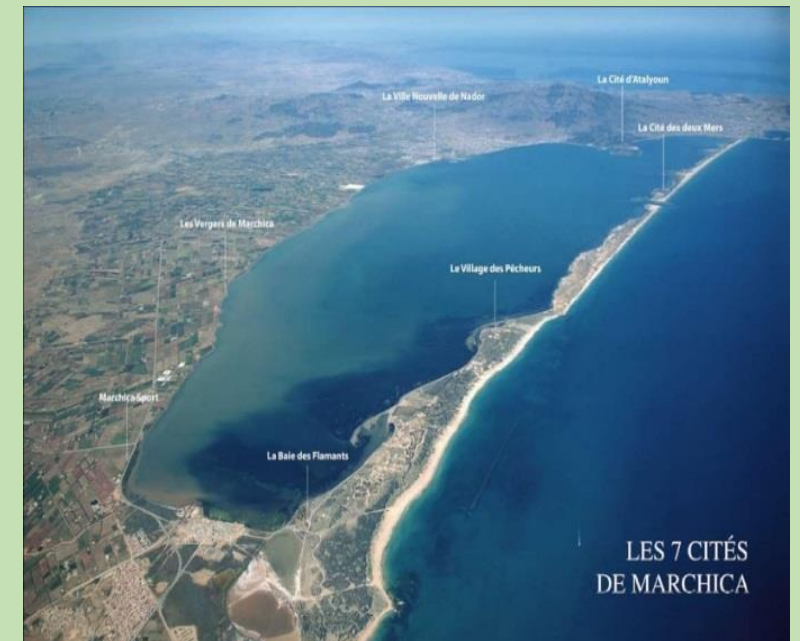 La Cité d'Atalyoun
La Ville Nouvelle de Nador
La Cité des deux Mers
Les Vergers de Marchica
Le Village des Pêcheurs
Marchica Sport
La Baie des Flamants
LES 7 CITÉS
DE MARCHICA